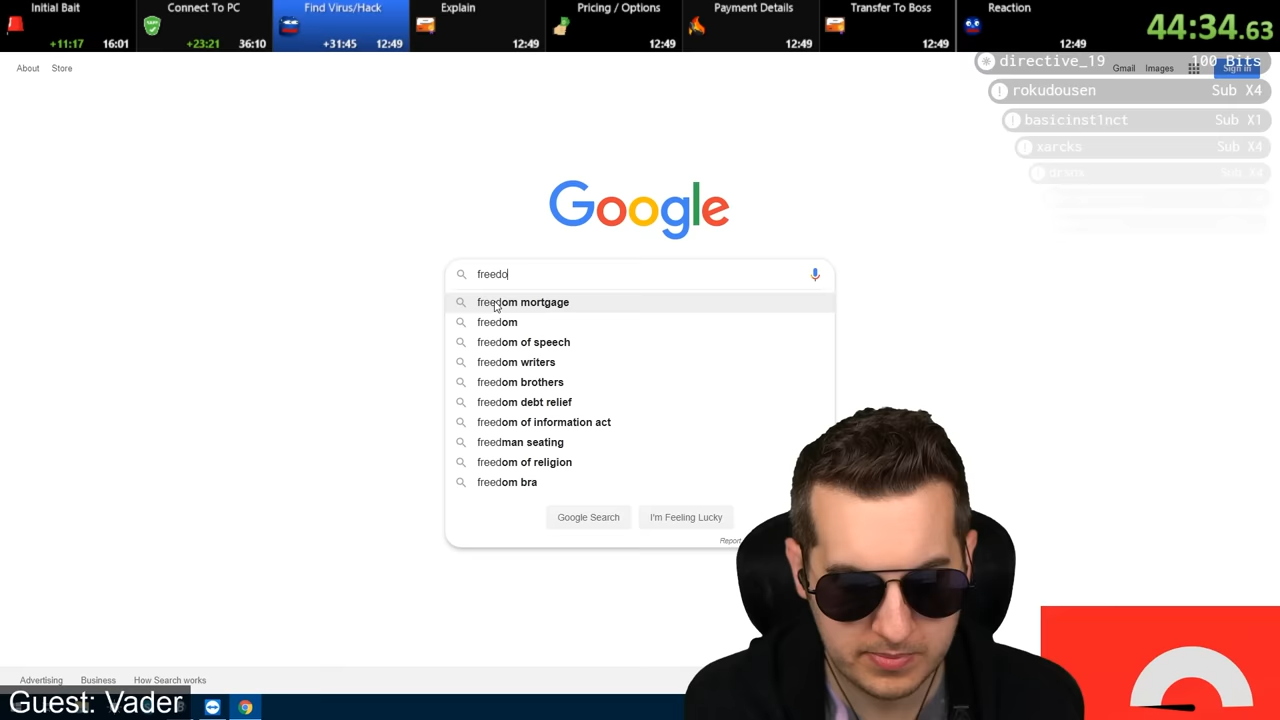 Initial Bait
+11:17 16:01
Connect To PC
+23:21 36:10
Find Virus/Hack
+31:45 12:49
Explain
12:49
Pricing / Options
12:49
Payment Details
12:49
Transfer To Boss
12:49
Reaction
12:49
44:34.63
About Store
Gmail Images Sign in
directive_19 100 Bits
rokudousen Sub X4
basicinst1nct Sub X1
xarcks Sub X4
Sub X4
Google
freedo
freedom mortgage
freedom
freedom of speech
freedom writers
freedom brothers
freedom debt relief
freedom of information act
freedman seating
freedom of religion
freedom bra
Google Search I'm Feeling Lucky
Report
Advertising Business How Search works
Guest: Vader